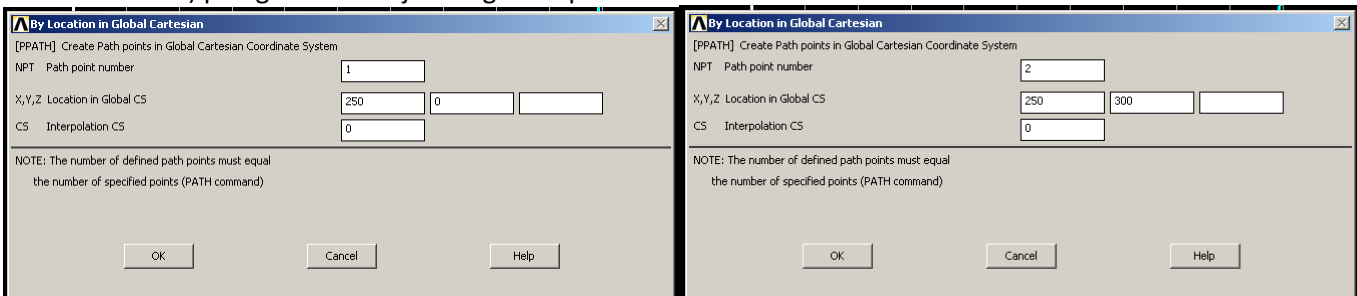 By Location in Global Cartesian
[PPATH] Create Path points in Global Cartesian Coordinate System
NPT Path point number 1
X,Y,Z Location in Global CS 250 0
CS Interpolation CS 0
NOTE: The number of defined path points must equal
the number of specified points (PATH command)
OK Cancel Help
By Location in Global Cartesian
[PPATH] Create Path points in Global Cartesian Coordinate System
NPT Path point number 2
X,Y,Z Location in Global CS 250 300
CS Interpolation CS 0
NOTE: The number of defined path points must equal
the number of specified points (PATH command)
OK Cancel Help